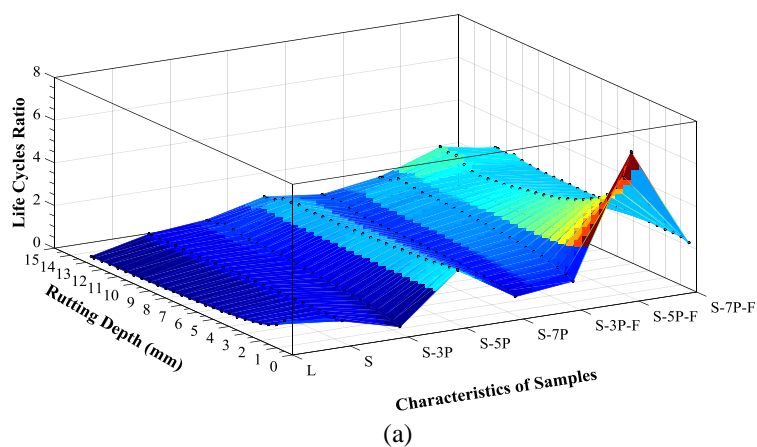 8
6
4
2
0
Life Cycles Ratio
15
14
13
12
11
10
9
8
7
6
5
4
3
2
1
0
Rutting Depth (mm)
L
S
S-3P
S-5P
S-7P
S-3P-F
S-5P-F
S-7P-F
Characteristics of Samples
(a)